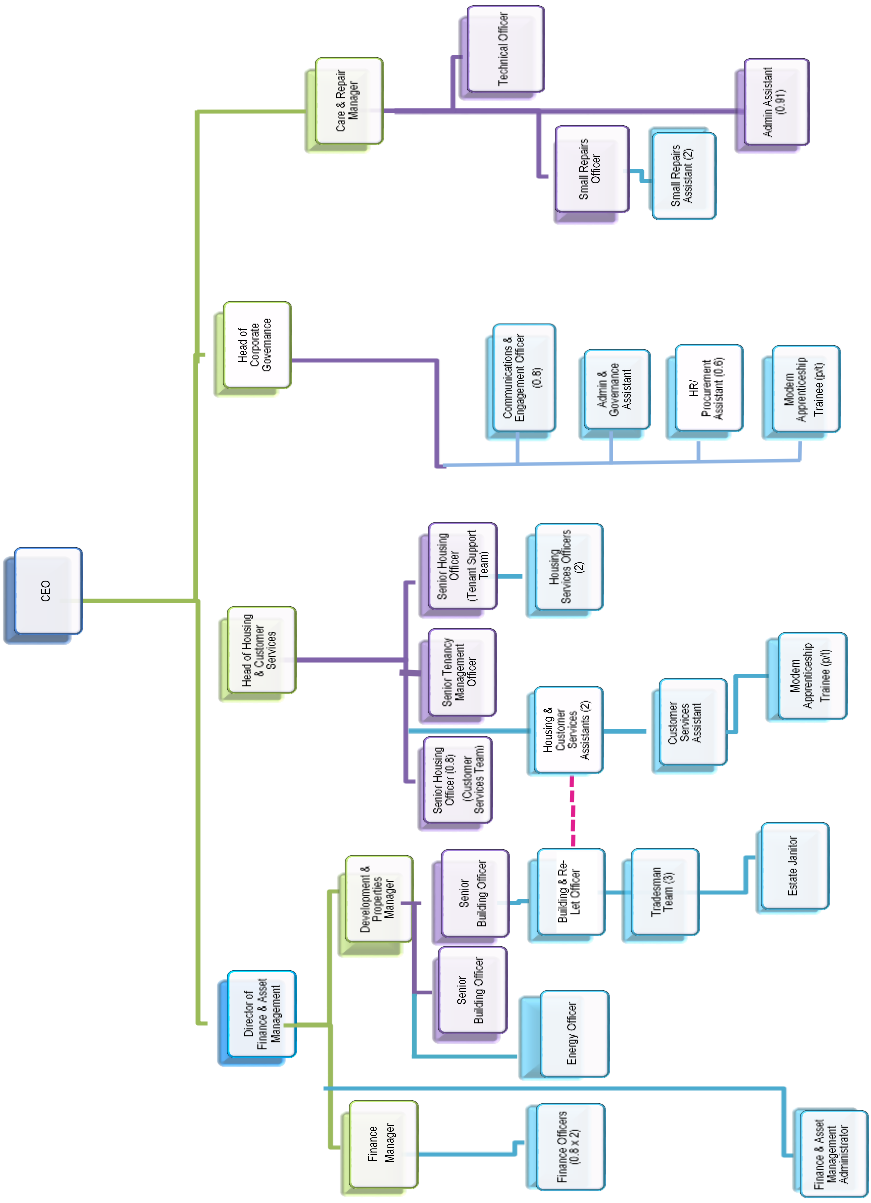 CEO
Director of
Finance & Asset
Management
Head of Housing
& Customer
Services
Head of
Corporate
Governance
Care & Repair
Manager
Finance
Manager
Development &
Properties
Manager
Finance Officers
(0.8 x 2)
Finance & Asset
Management
Administrator
Energy Officer
Senior
Building Officer
Senior
Building Officer
Building & Re-
Let Officer
Tradesman
Team (3)
Estate Janitor
Senior Housing
Officer (0.8)
(Customer
Services Team)
Senior Tenancy
Management
Officer
Senior Housing
Officer
(Tenant Support
Team)
Housing &
Customer
Services
Assistants (2)
Customer
Services
Assistant
Modern
Apprenticeship
Trainee (p/t)
Housing
Services Officers
(2)
Communications &
Engagement Officer
(0.8)
Admin &
Governance
Assistant
HR/
Procurement
Assistant (0.6)
Modern
Apprenticeship
Trainee (p/t)
Technical Officer
Small Repairs
Officer
Small Repairs
Assistant (2)
Admin Assistant
(0.91)